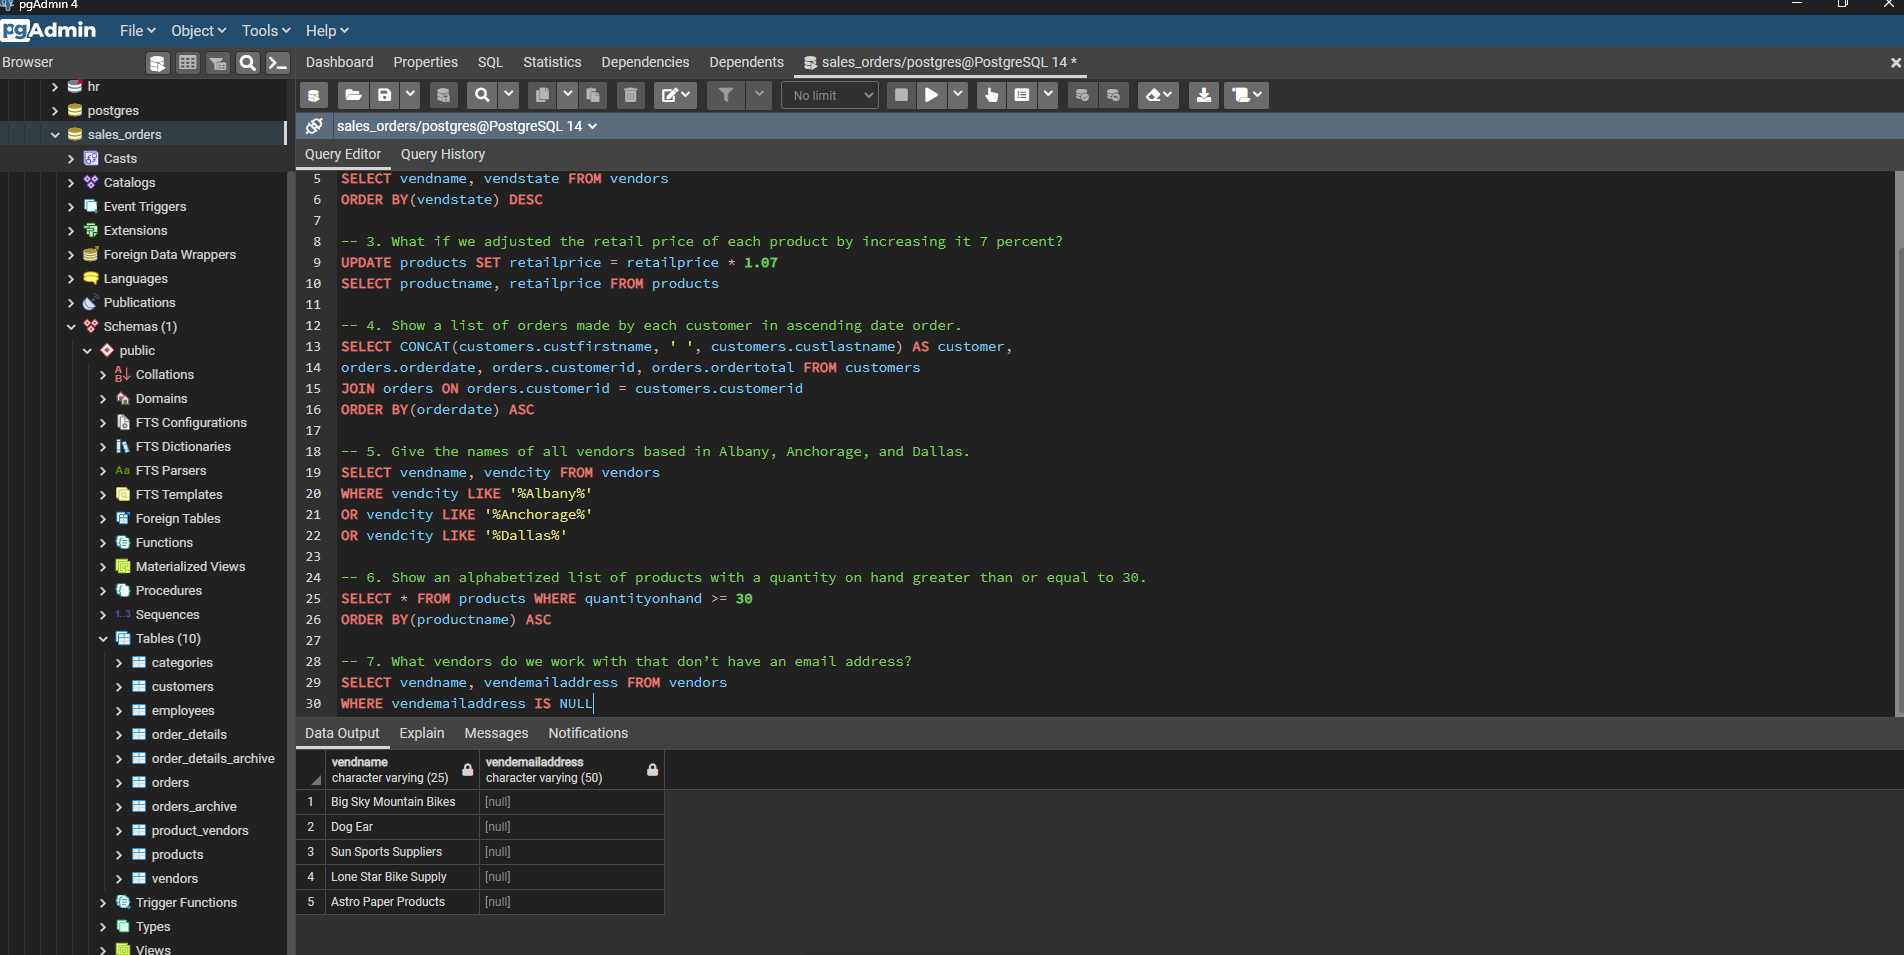 pgAdmin 4
pgAdmin File Object Tools Help
Browser
Dashboard Properties SQL Statistics Dependencies Dependents sales_orders/postgres@PostgreSQL 14 *
No limit
sales_orders/postgres@PostgreSQL 14
Query Editor Query History
hr
postgres
sales_orders
Casts
Catalogs
Event Triggers
Extensions
Foreign Data Wrappers
Languages
Publications
Schemas (1)
public
Collations
Domains
FTS Configurations
FTS Dictionaries
Aa FTS Parsers
FTS Templates
Foreign Tables
Functions
Materialized Views
Procedures
1..3 Sequences
Tables (10)
categories
customers
employees
order_details
order_details_archive
orders
orders_archive
product_vendors
products
vendors
Trigger Functions
Types
Views
5 SELECT vendname, vendstate FROM vendors
6 ORDER BY(vendstate) DESC
7
8 -- 3. What if we adjusted the retail price of each product by increasing it 7 percent?
9 UPDATE products SET retailprice = retailprice * 1.07
10 SELECT productname, retailprice FROM products
11
12 -- 4. Show a list of orders made by each customer in ascending date order.
13 SELECT CONCAT(customers.custfirstname, ' ', customers.custlastname) AS customer,
14 orders.orderdate, orders.customerid, orders.ordertotal FROM customers
15 JOIN orders ON orders.customerid = customers.customerid
16 ORDER BY(orderdate) ASC
17
18 -- 5. Give the names of all vendors based in Albany, Anchorage, and Dallas.
19 SELECT vendname, vendcity FROM vendors
20 WHERE vendcity LIKE '%Albany%'
21 OR vendcity LIKE '%Anchorage%'
22 OR vendcity LIKE '%Dallas%'
23
24 -- 6. Show an alphabetized list of products with a quantity on hand greater than or equal to 30.
25 SELECT * FROM products WHERE quantityonhand >= 30
26 ORDER BY(productname) ASC
27
28 -- 7. What vendors do we work with that don’t have an email address?
29 SELECT vendname, vendemailaddress FROM vendors
30 WHERE vendemailaddress IS NULL
Data Output Explain Messages Notifications
vendname vendemailaddress
character varying (25) character varying (50)
1 Big Sky Mountain Bikes [null]
2 Dog Ear [null]
3 Sun Sports Suppliers [null]
4 Lone Star Bike Supply [null]
5 Astro Paper Products [null]